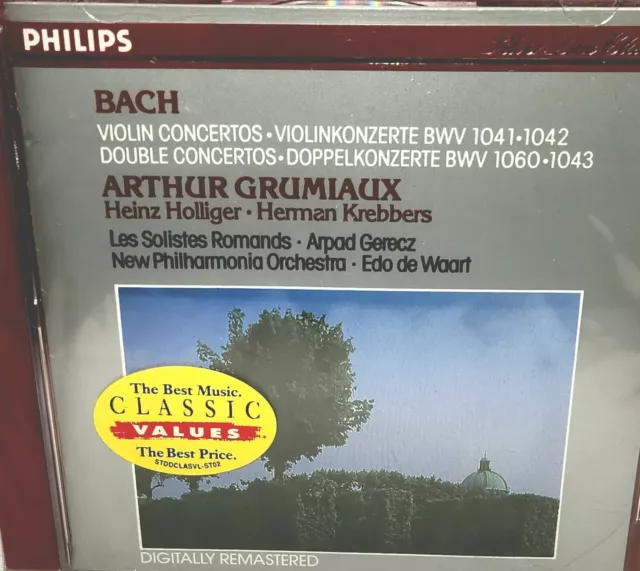 PHILIPS
BACH
VIOLIN CONCERTOS • VIOLINKONZERTE BWV 1041 • 1042
DOUBLE CONCERTOS • DOPPELKONZERTE BWV 1060 • 1043
ARTHUR GRUMIAUX
Heinz Holliger · Herman Krebbers
Les Solistes Romands · Arpad Gerecz
New Philharmonia Orchestra · Edo de Waart
The Best Music.
CLASSIC
VALUES
The Best Price.
STDDCLASVL-ST02
DIGITALLY REMASTERED